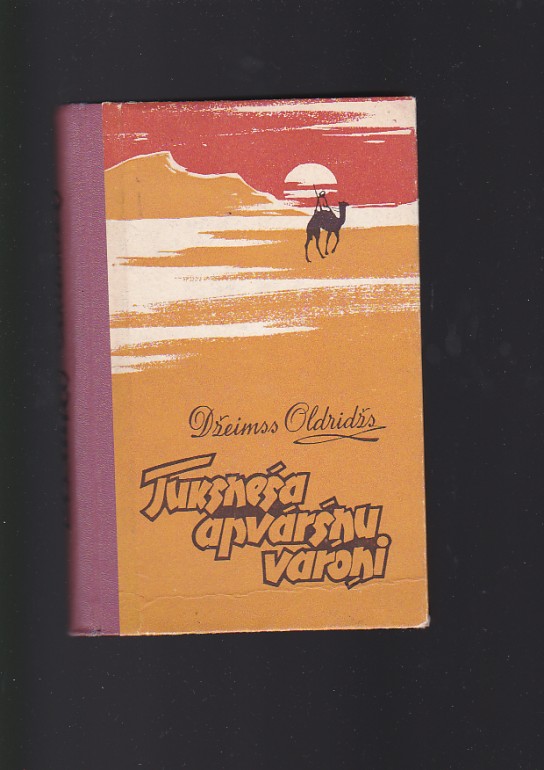 Džeimss Oldridžs
Tuksneša
apvāršņu
varoņi